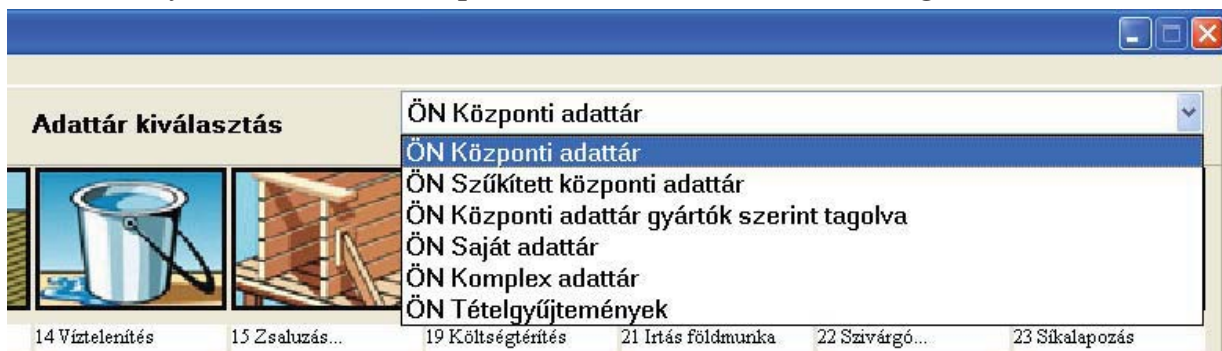 Adattár kiválasztás
ÖN Központi adattár
ÖN Központi adattár
ÖN Szűkített központi adattár
ÖN Központi adattár gyártók szerint tagolva
ÖN Saját adattár
ÖN Komplex adattár
ÖN Tételgyűjtemények
14 Víztelenítés
15 Zsaluzás...
19 Költségtérítés
21 Irtás földmunka
22 Szivárgó...
23 Síkalapozás